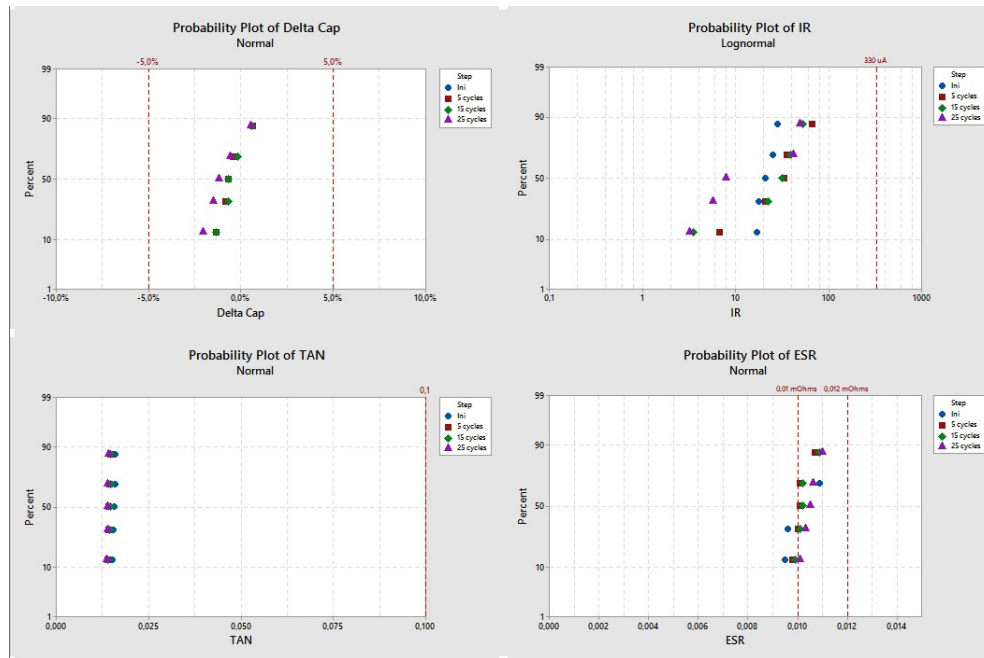 Probability Plot of Delta Cap
Normal
-5,0%
5,0%
99
90
50
10
1
Percent
-10,0%
-5,0%
0,0%
5,0%
10,0%
Delta Cap
Step
Ini
5 cycles
15 cycles
25 cycles
Probability Plot of IR
Lognormal
330 uA
99
90
50
10
1
Percent
0,1
1
10
100
1000
IR
Step
Ini
5 cycles
15 cycles
25 cycles
Probability Plot of TAN
Normal
0,1
99
90
50
10
1
Percent
0,000
0,025
0,050
0,075
0,100
TAN
Step
Ini
5 cycles
15 cycles
25 cycles
Probability Plot of ESR
Normal
0,01 mOhms
0,012 mOhms
99
90
50
10
1
Percent
0,000
0,002
0,004
0,006
0,008
0,010
0,012
0,014
ESR
Step
Ini
5 cycles
15 cycles
25 cycles